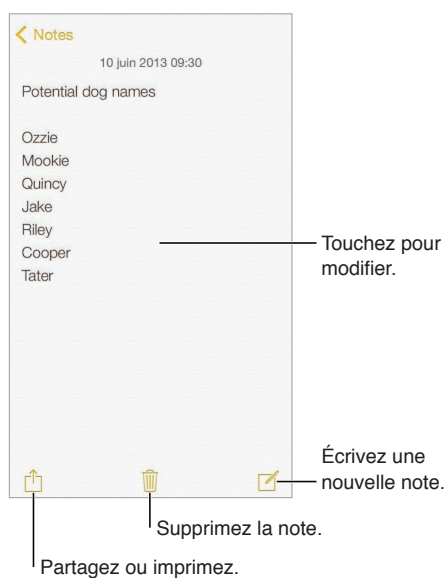 Notes
10 juin 2013 09:30
Potential dog names
Ozzie
Mookie
Quincy
Jake
Riley
Cooper
Tater
Touchez pour
modifier.
Écrivez une
nouvelle note.
Supprimez la note.
Partagez ou imprimez.